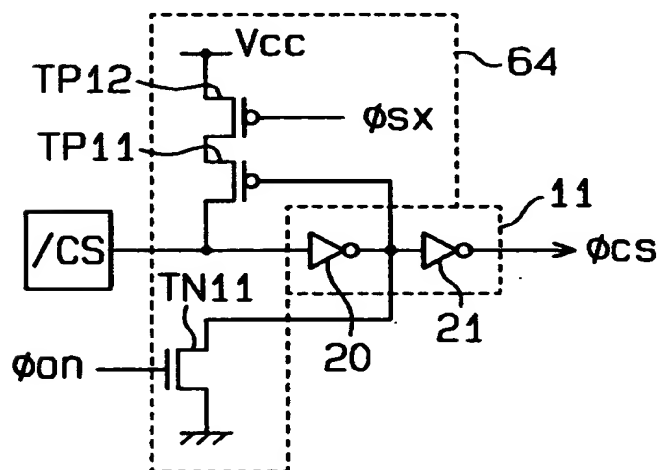 Vcc
64
TP12
φsx
TP11
11
/CS
φcs
TN11
20
21
φon